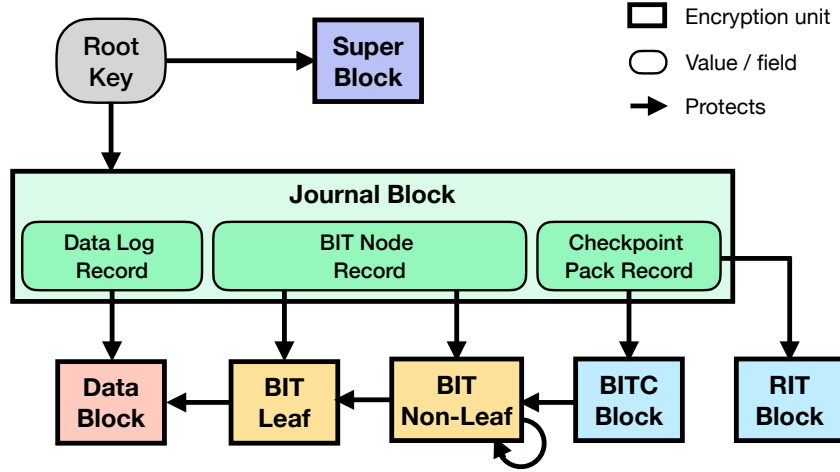 Root
Key
Super
Block
Encryption unit
Value / field
Protects
Journal Block
Data Log
Record
BIT Node
Record
Checkpoint
Pack Record
Data
Block
BIT
Leaf
BIT
Non-Leaf
BITC
Block
RIT
Block